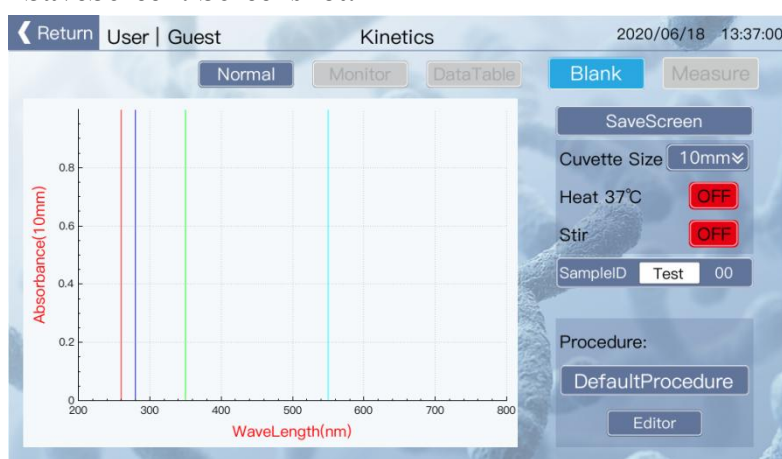 Return User | Guest Kinetics 2020/06/18 13:37:00
Normal Monitor DataTable Blank Measure
SaveScreen
Cuvette Size 10mm
Heat 37℃ OFF
Stir OFF
SampleID Test 00
Procedure:
DefaultProcedure
Editor
Absorbance(10mm)
0.8
0.6
0.4
0.2
0
200 300 400 500 600 700 800
WaveLength(nm)